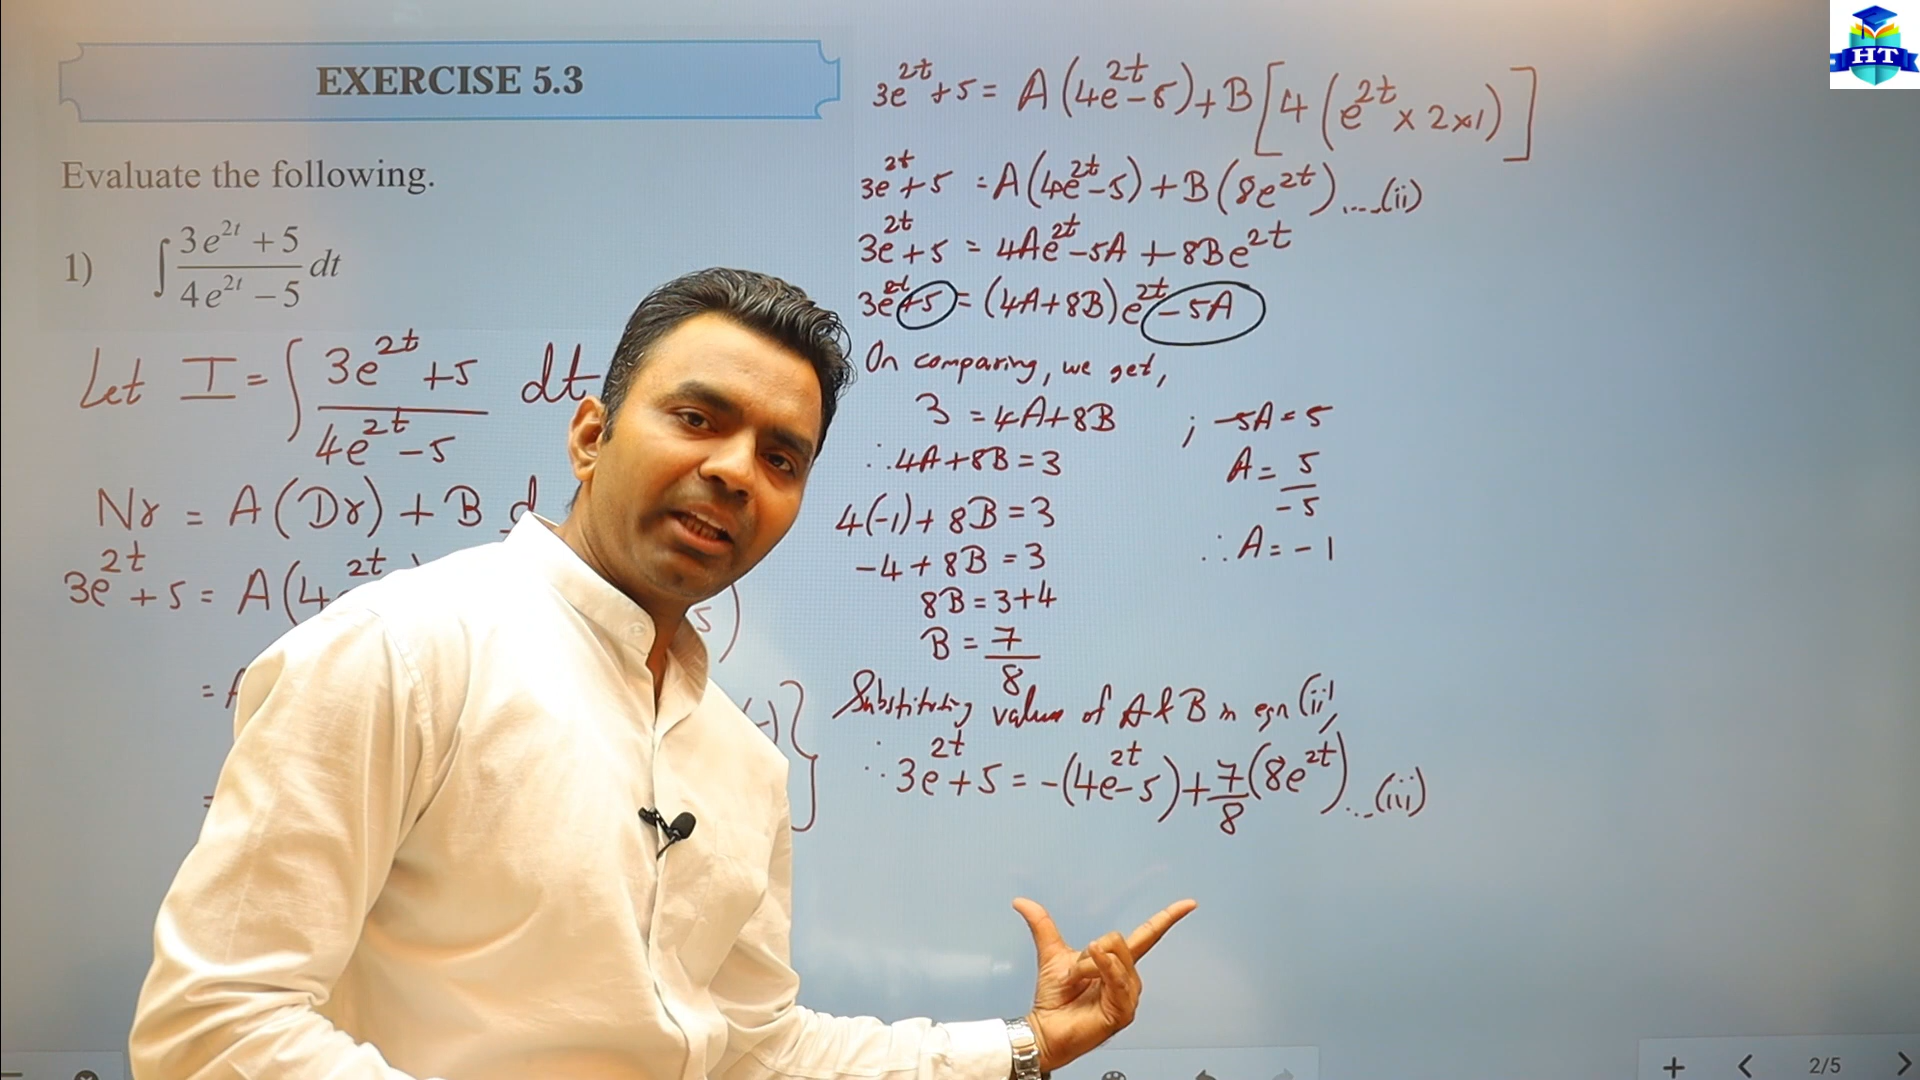 HT
EXERCISE 5.3
Evaluate the following.
1) ∫ (3e^{2t} + 5)/(4e^{2t} − 5) dt
Let I = ∫ (3e^{2t} + 5)/(4e^{2t} − 5) dt
Nr = A(Dr) + B d
3e^{2t} + 5 = A(4 2t 5)
=
=
3e^{2t} + 5 = A(4e^{2t} − 5) + B[4(e^{2t} × 2×1)]
3e^{2t} + 5 = A(4e^{2t} − 5) + B(8e^{2t}) ....(ii)
3e^{2t} + 5 = 4Ae^{2t} − 5A + 8Be^{2t}
3e^{2t} + 5 = (4A + 8B)e^{2t} − 5A
On comparing, we get,
3 = 4A + 8B ; −5A = 5
∴ 4A + 8B = 3 A = 5/−5
4(−1) + 8B = 3 ∴ A = −1
−4 + 8B = 3
8B = 3+4
B = 7/8
Substituting values of A & B in eqn (ii)
∴ 3e^{2t} + 5 = −(4e^{2t} − 5) + 7/8 (8e^{2t}) ...(iii)
2/5